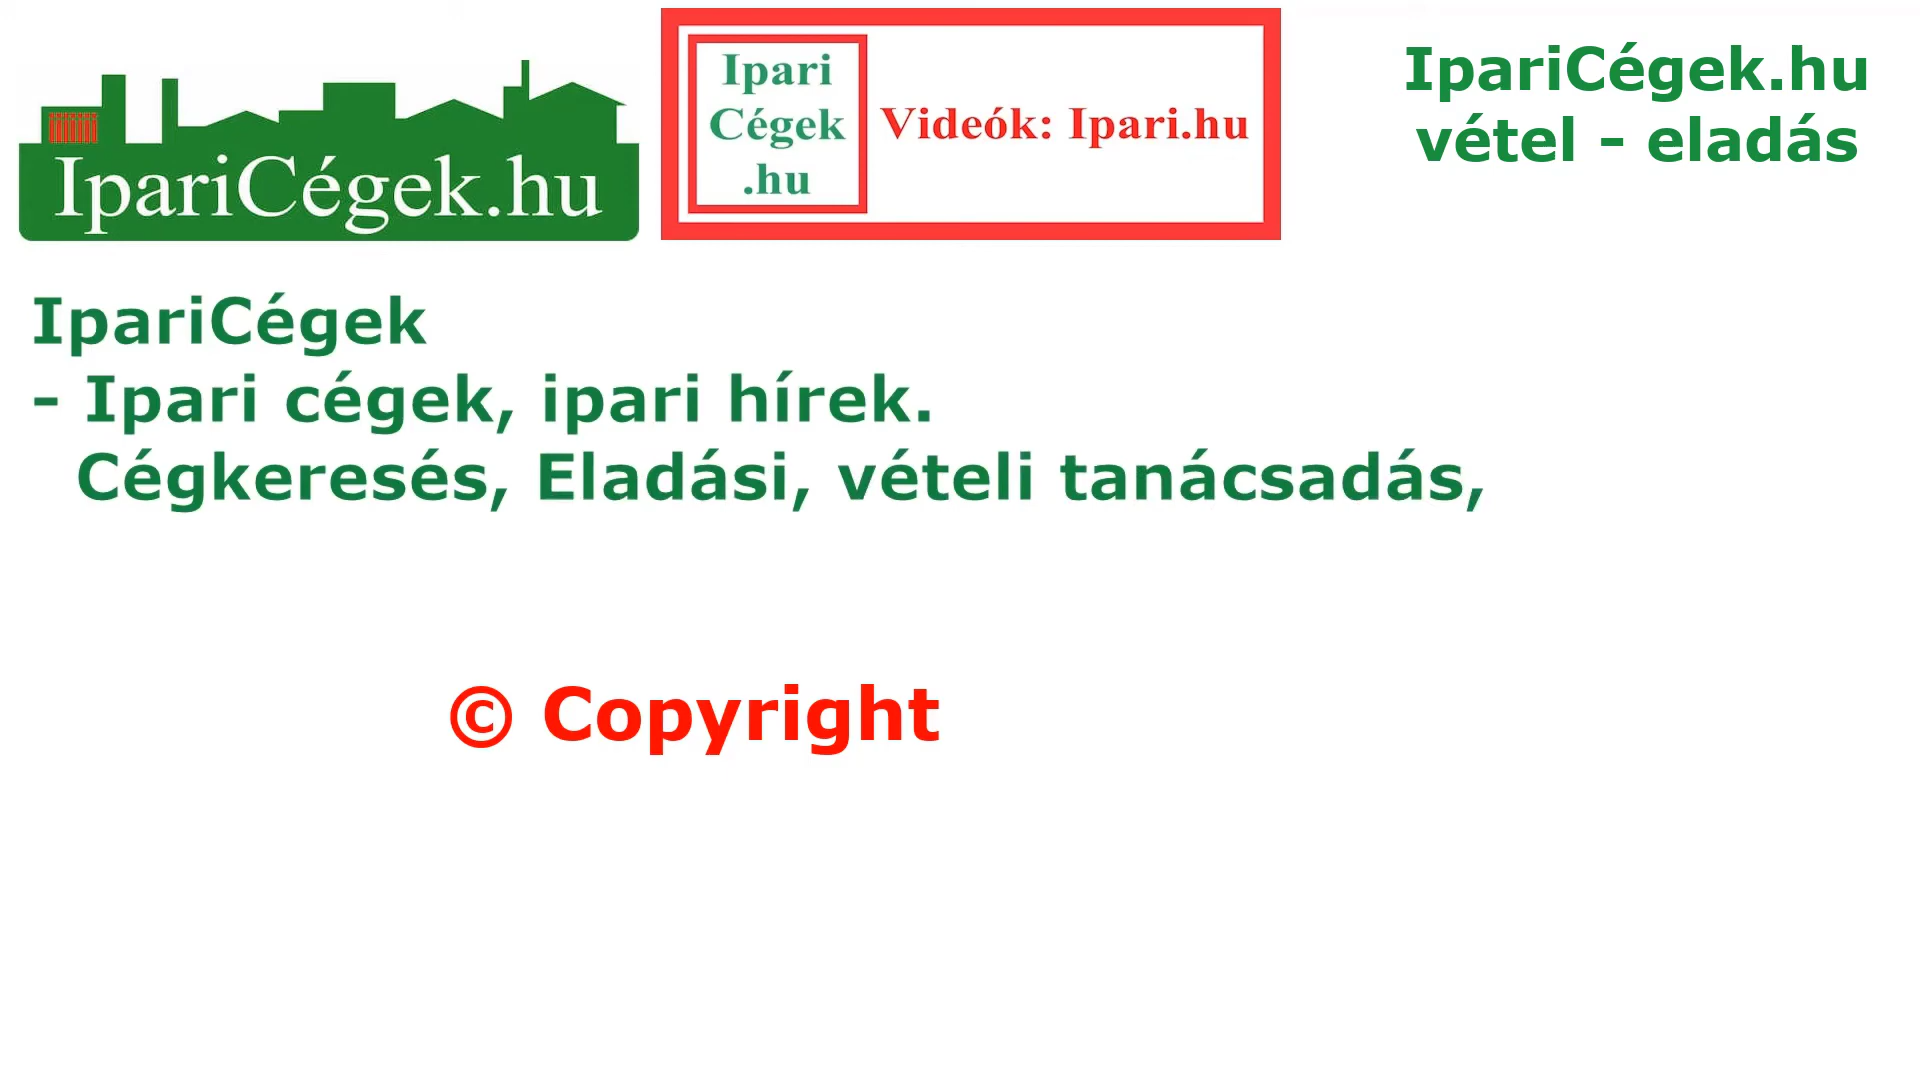 IpariCégek.hu
Ipari
Cégek
.hu
Videók: Ipari.hu
IpariCégek.hu
vétel - eladás
IpariCégek
- Ipari cégek, ipari hírek.
Cégkeresés, Eladási, vételi tanácsadás,
© Copyright